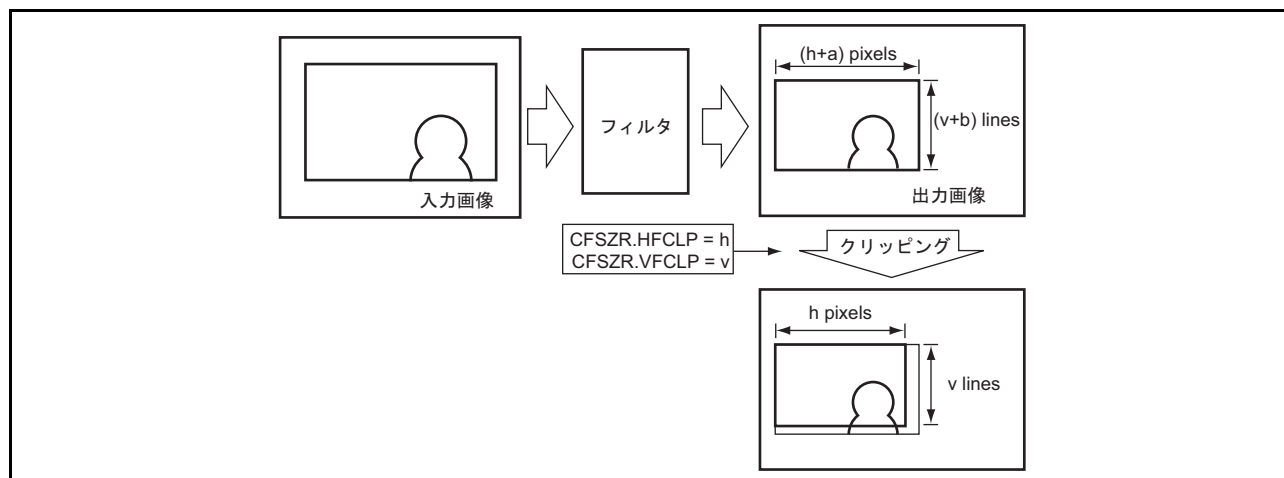 入力画像
フィルタ
(h+a) pixels
(v+b) lines
出力画像
CFSZR.HFCLP = h
CFSZR.VFCLP = v
クリッピング
h pixels
v lines